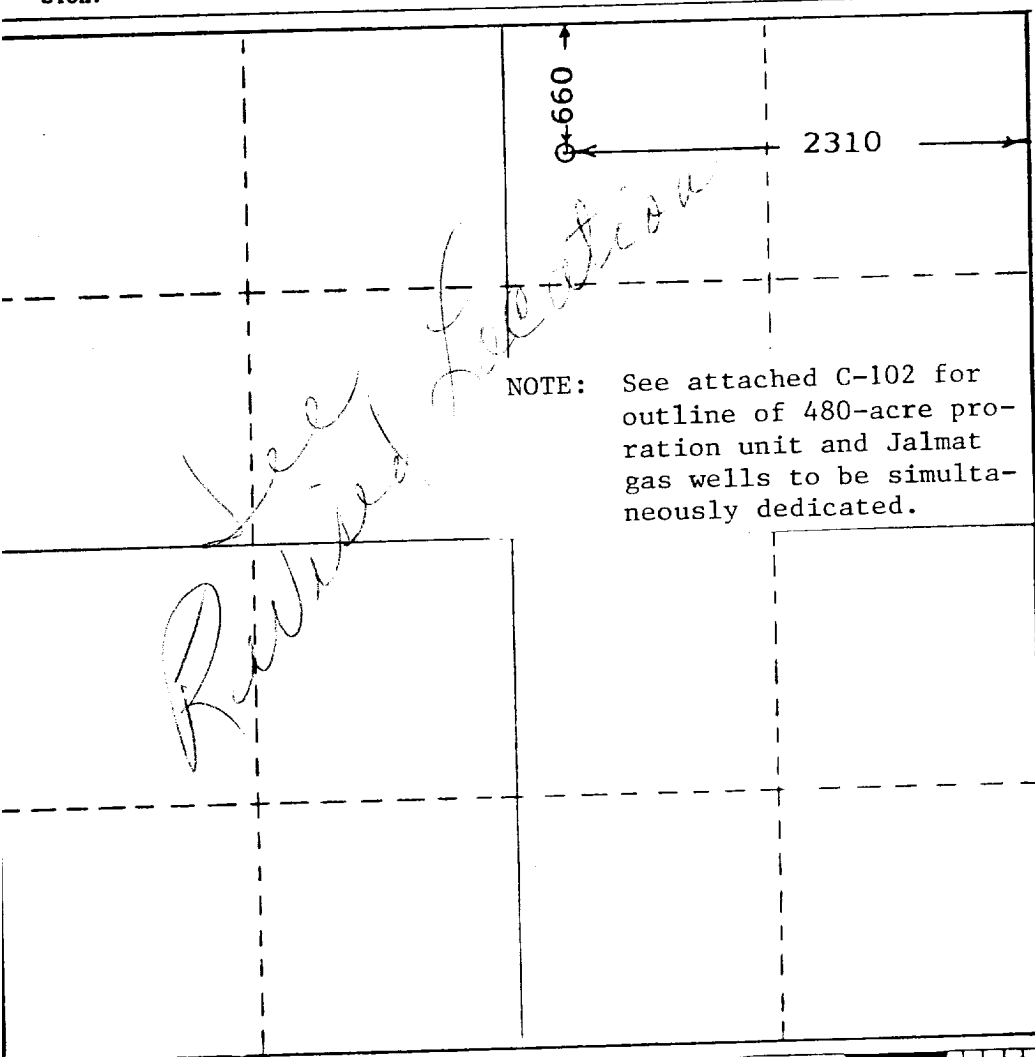 660
2310
See Revised Location
NOTE: See attached C-102 for
outline of 480-acre pro-
ration unit and Jalmat
gas wells to be simulta-
neously dedicated.